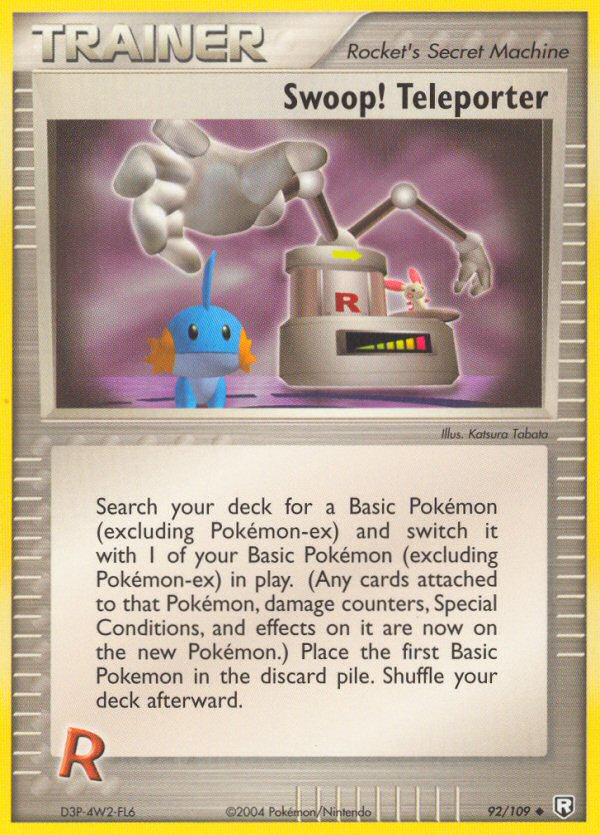 TRAINER
Rocket's Secret Machine
Swoop! Teleporter
R
Illus. Katsura Tabata
Search your deck for a Basic Pokémon
(excluding Pokémon-ex) and switch it
with 1 of your Basic Pokémon (excluding
Pokémon-ex) in play. (Any cards attached
to that Pokémon, damage counters, Special
Conditions, and effects on it are now on
the new Pokémon.) Place the first Basic
Pokemon in the discard pile. Shuffle your
deck afterward.
R
D3P-4W2-FL6
©2004 Pokémon/Nintendo
92/109
R